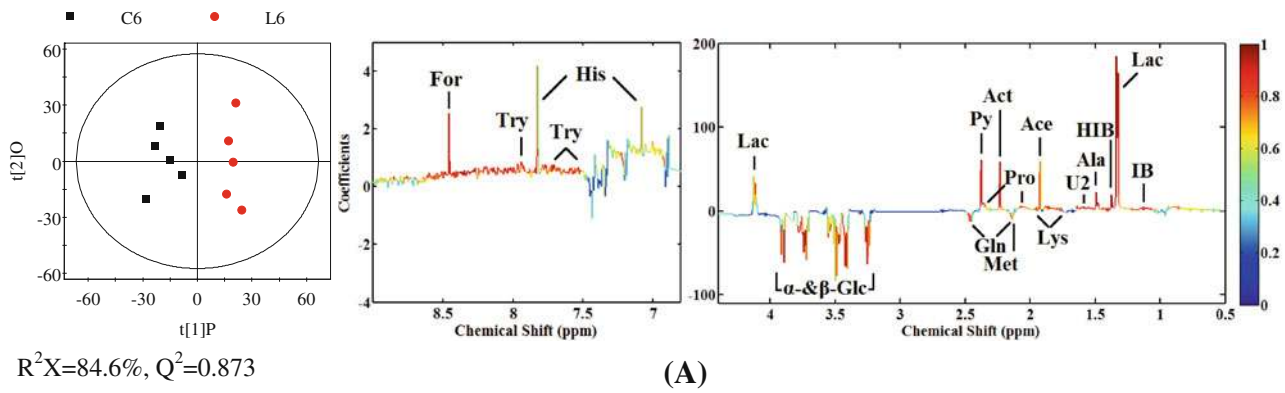 C6 L6
t[2]O
60
30
0
-30
-60
-60 -30 0 30 60
t[1]P
R²X=84.6%, Q²=0.873
Coefficients
4
2
0
-2
4
For
Try
His
Try
8.5 8 7.5 7
Chemical Shift (ppm)
200
100
0
-100
Lac
α-&β-Glc
Gln
Met
Py
Act
Pro
Ace
Lys
U2
Ala
HIB
Lac
IB
4 3.5 3 2.5 2 1.5 1 0.5
Chemical Shift (ppm)
1
0.8
0.6
0.4
0.2
0
(A)